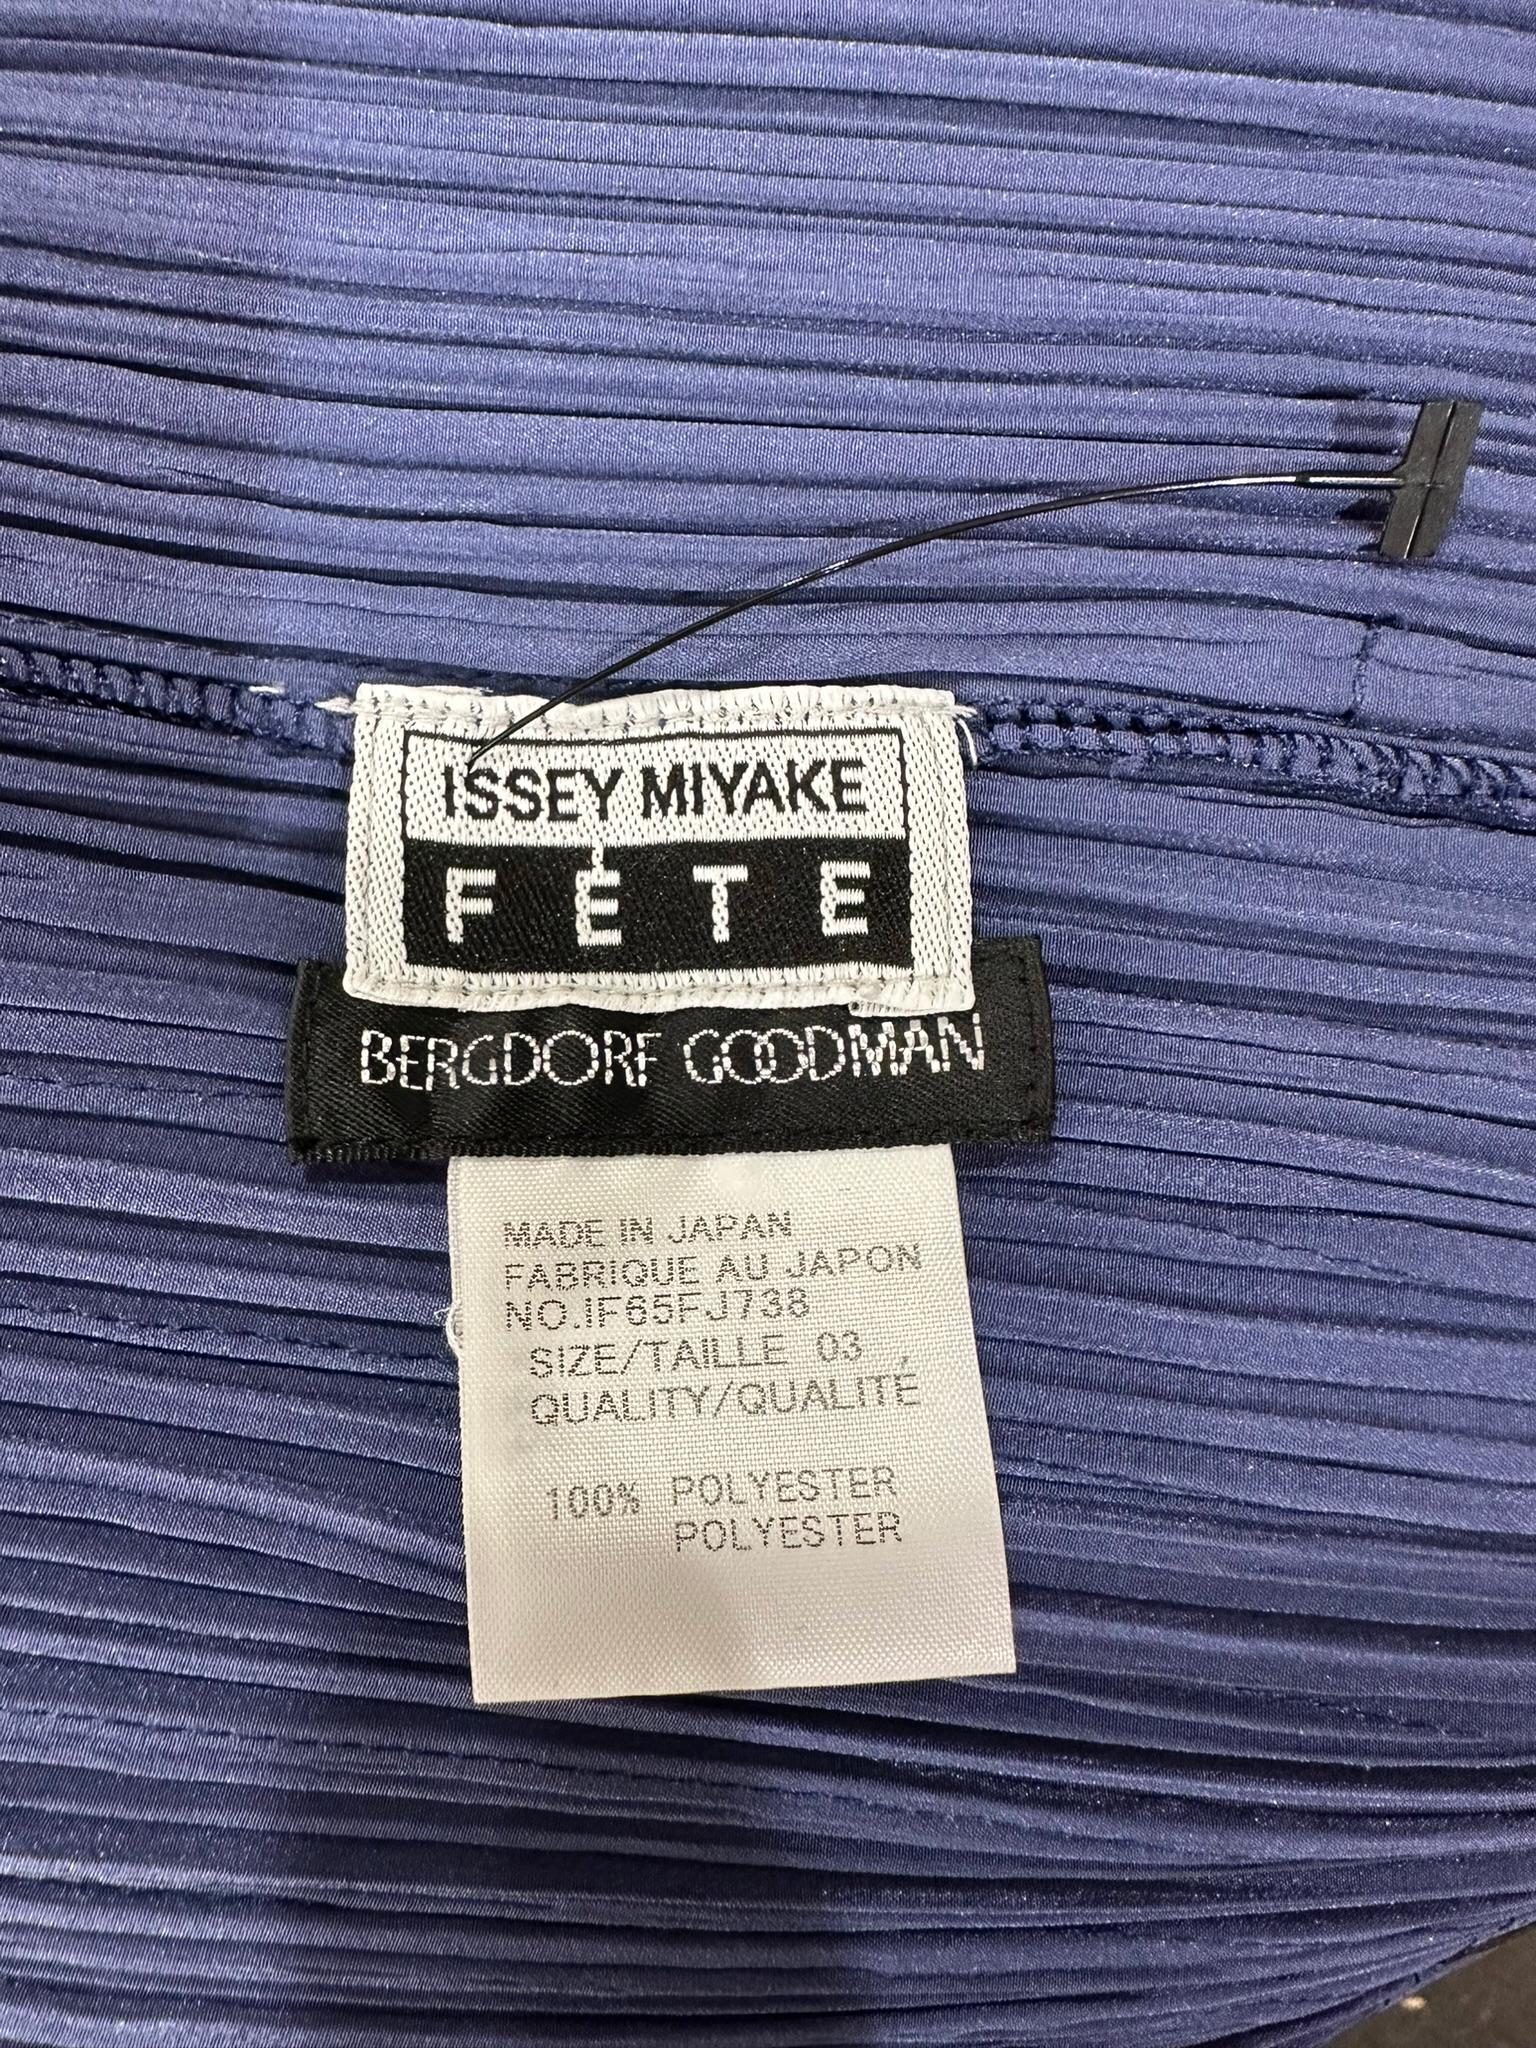 ISSEY MIYAKE
FÊTE
BERGDORF GOODMAN
MADE IN JAPAN
FABRIQUE AU JAPON
NO.IF65FJ738
SIZE/TAILLE 03
QUALITY/QUALITÉ
100% POLYESTER
POLYESTER